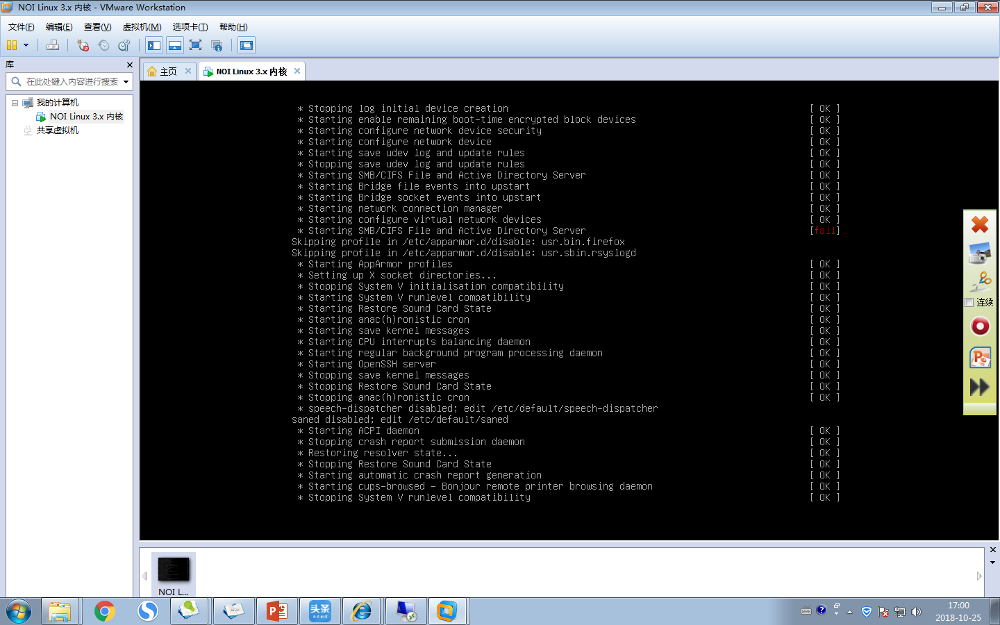 NOI Linux 3.x 内核 - VMware Workstation
文件(F) 编辑(E) 查看(V) 虚拟机(M) 选项卡(T) 帮助(H)
库
在此处键入内容进行搜索
我的计算机
NOI Linux 3.x 内核
共享虚拟机
主页
NOI Linux 3.x 内核
* Stopping log initial device creation [ OK ]
* Starting enable remaining boot-time encrypted block devices [ OK ]
* Starting configure network device security [ OK ]
* Starting configure network device [ OK ]
* Starting save udev log and update rules [ OK ]
* Stopping save udev log and update rules [ OK ]
* Starting SMB/CIFS File and Active Directory Server [ OK ]
* Starting Bridge file events into upstart [ OK ]
* Starting Bridge socket events into upstart [ OK ]
* Starting network connection manager [ OK ]
* Starting configure virtual network devices [ OK ]
* Starting SMB/CIFS File and Active Directory Server [fail]
Skipping profile in /etc/apparmor.d/disable: usr.bin.firefox
Skipping profile in /etc/apparmor.d/disable: usr.sbin.rsyslogd
* Starting AppArmor profiles [ OK ]
* Setting up X socket directories... [ OK ]
* Stopping System V initialisation compatibility [ OK ]
* Starting System V runlevel compatibility [ OK ]
* Starting Restore Sound Card State [ OK ]
* Starting anac(h)ronistic cron [ OK ]
* Starting save kernel messages [ OK ]
* Starting CPU interrupts balancing daemon [ OK ]
* Starting regular background program processing daemon [ OK ]
* Starting OpenSSH server [ OK ]
* Stopping save kernel messages [ OK ]
* Stopping Restore Sound Card State [ OK ]
* Stopping anac(h)ronistic cron [ OK ]
* speech-dispatcher disabled; edit /etc/default/speech-dispatcher
saned disabled; edit /etc/default/saned
* Starting ACPI daemon [ OK ]
* Stopping crash report submission daemon [ OK ]
* Restoring resolver state... [ OK ]
* Stopping Restore Sound Card State [ OK ]
* Starting automatic crash report generation [ OK ]
* Starting cups-browsed - Bonjour remote printer browsing daemon [ OK ]
* Stopping System V runlevel compatibility [ OK ]
连续
NOI L...
头条
17:00
2018-10-25